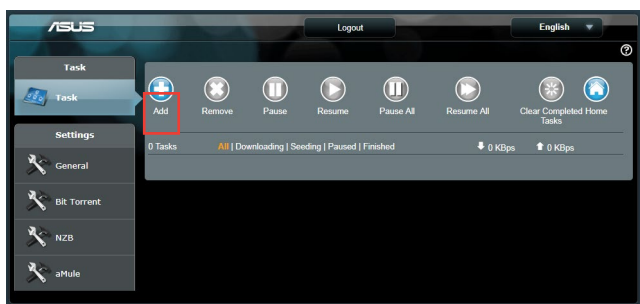 ASUS
Logout
English
Task
Task
Settings
General
Bit Torrent
NZB
aMule
Add
Remove
Pause
Resume
Pause All
Resume All
Clear Completed Tasks
Home
0 Tasks
All | Downloading | Seeding | Paused | Finished
0 KBps
0 KBps